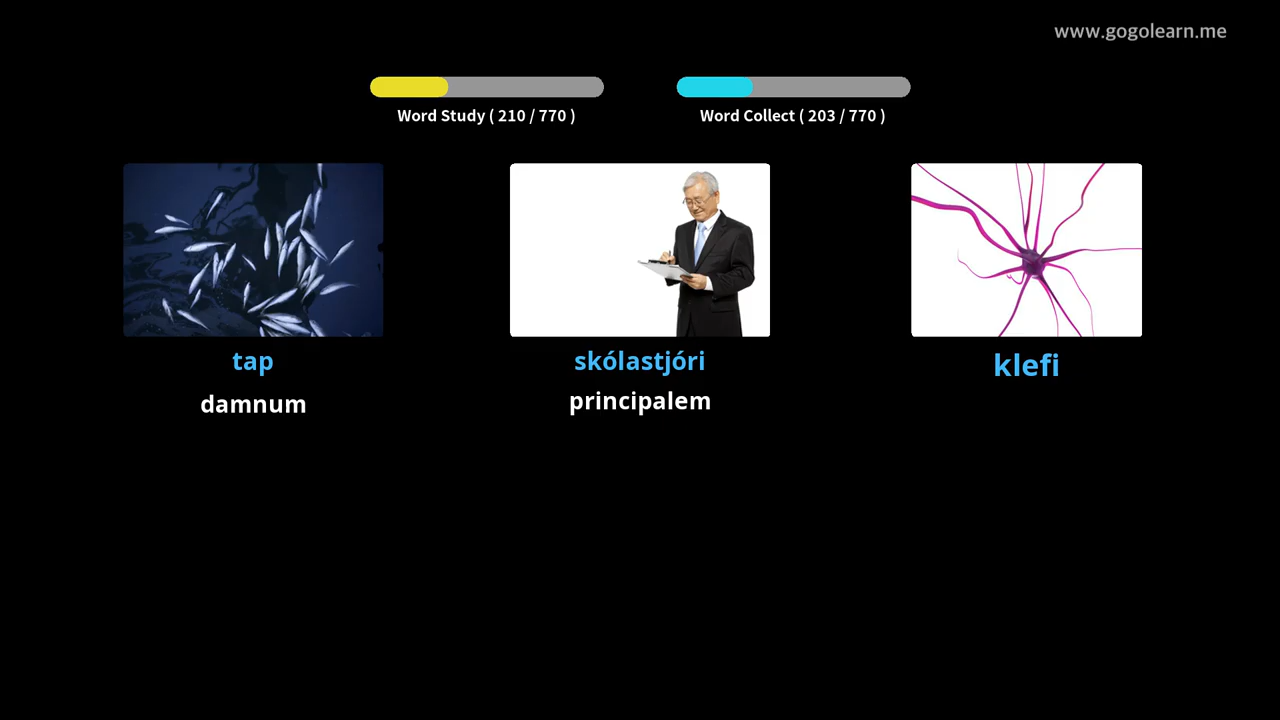 www.gogolearn.me
Word Study ( 210 / 770 )
Word Collect ( 203 / 770 )
tap
skólastjóri
klefi
damnum
principalem